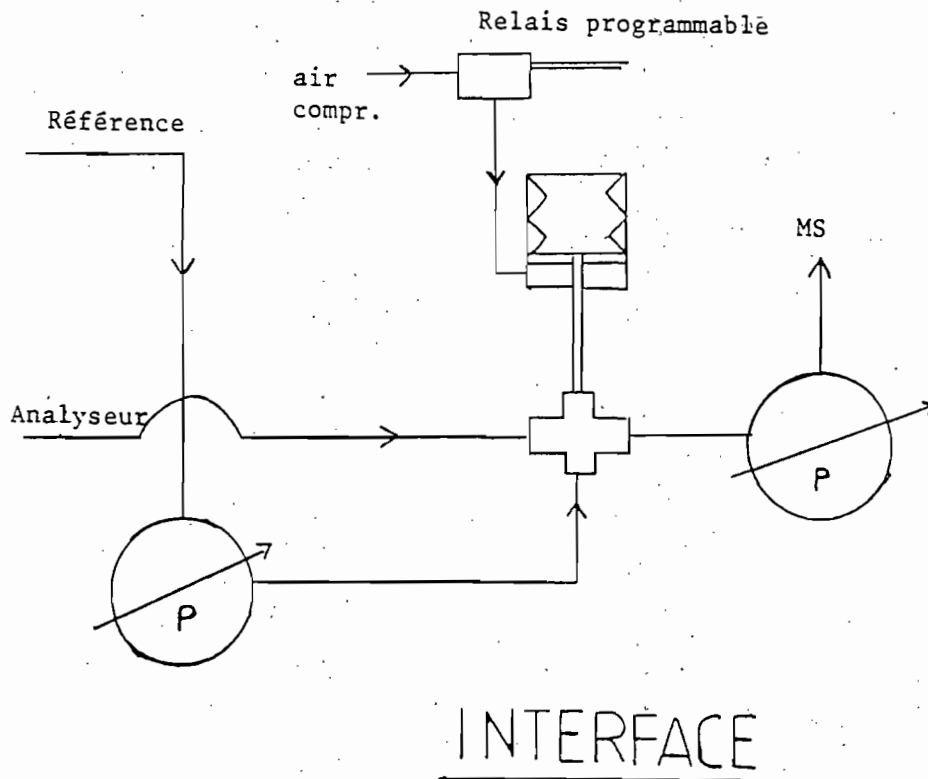 Relais programmable
air
compr.
Référence
MS
Analyseur
P
P
INTERFACE